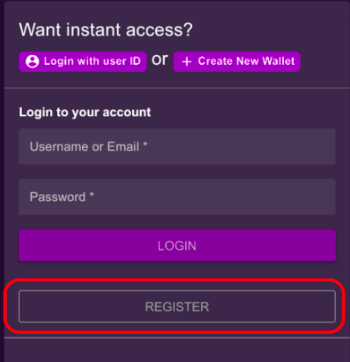 Want instant access?
Login with user ID or + Create New Wallet
Login to your account
Username or Email *
Password *
LOGIN
REGISTER